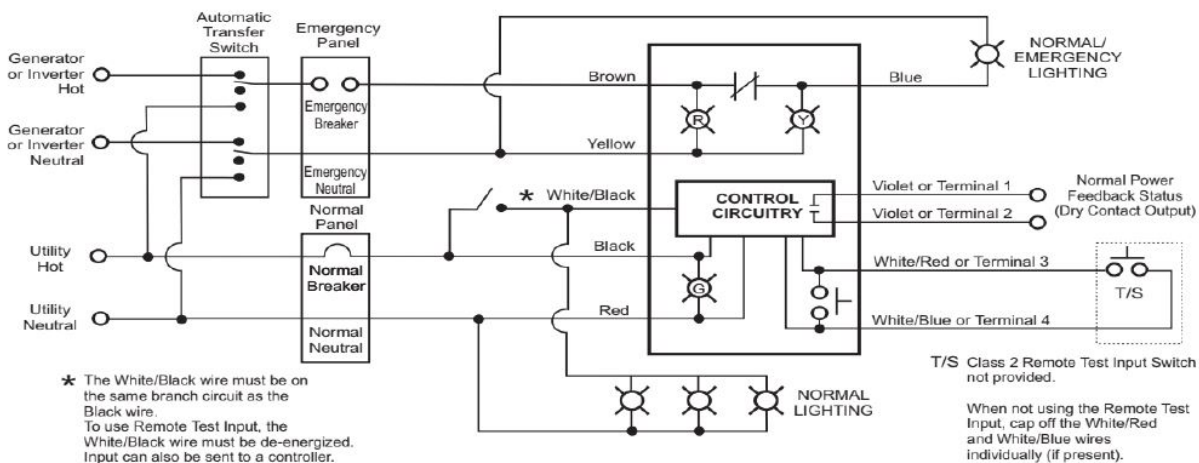 Automatic
Transfer
Switch
Emergency
Panel
Generator
or Inverter
Hot
Generator
or Inverter
Neutral
Emergency
Breaker
Emergency
Neutral
Normal
Panel
Utility
Hot
Normal
Breaker
Utility
Neutral
Normal
Neutral
Brown
Blue
Yellow
* White/Black
Black
Red
R
Y
G
CONTROL
CIRCUITRY
NORMAL/
EMERGENCY
LIGHTING
Violet or Terminal 1
Violet or Terminal 2
Normal Power
Feedback Status
(Dry Contact Output)
White/Red or Terminal 3
T/S
White/Blue or Terminal 4
NORMAL
LIGHTING
* The White/Black wire must be on
the same branch circuit as the
Black wire.
To use Remote Test Input, the
White/Black wire must be de-energized.
Input can also be sent to a controller.
T/S Class 2 Remote Test Input Switch
not provided.
When not using the Remote Test
Input, cap off the White/Red
and White/Blue wires
individually (if present).